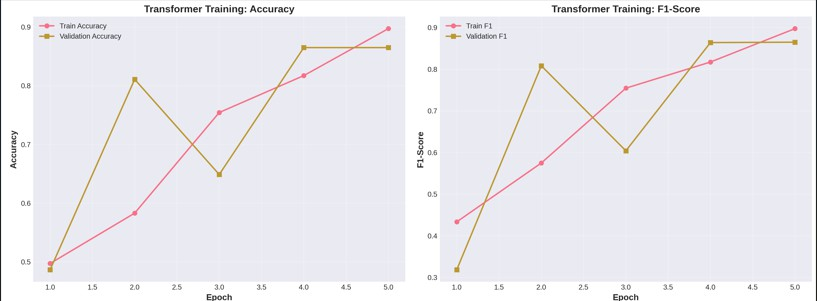 Transformer Training: Accuracy
Train Accuracy
Validation Accuracy
0.9
0.8
0.7
0.6
0.5
Accuracy
1.0 1.5 2.0 2.5 3.0 3.5 4.0 4.5 5.0
Epoch
Transformer Training: F1-Score
Train F1
Validation F1
0.9
0.8
0.7
0.6
0.5
0.4
0.3
F1-Score
1.0 1.5 2.0 2.5 3.0 3.5 4.0 4.5 5.0
Epoch